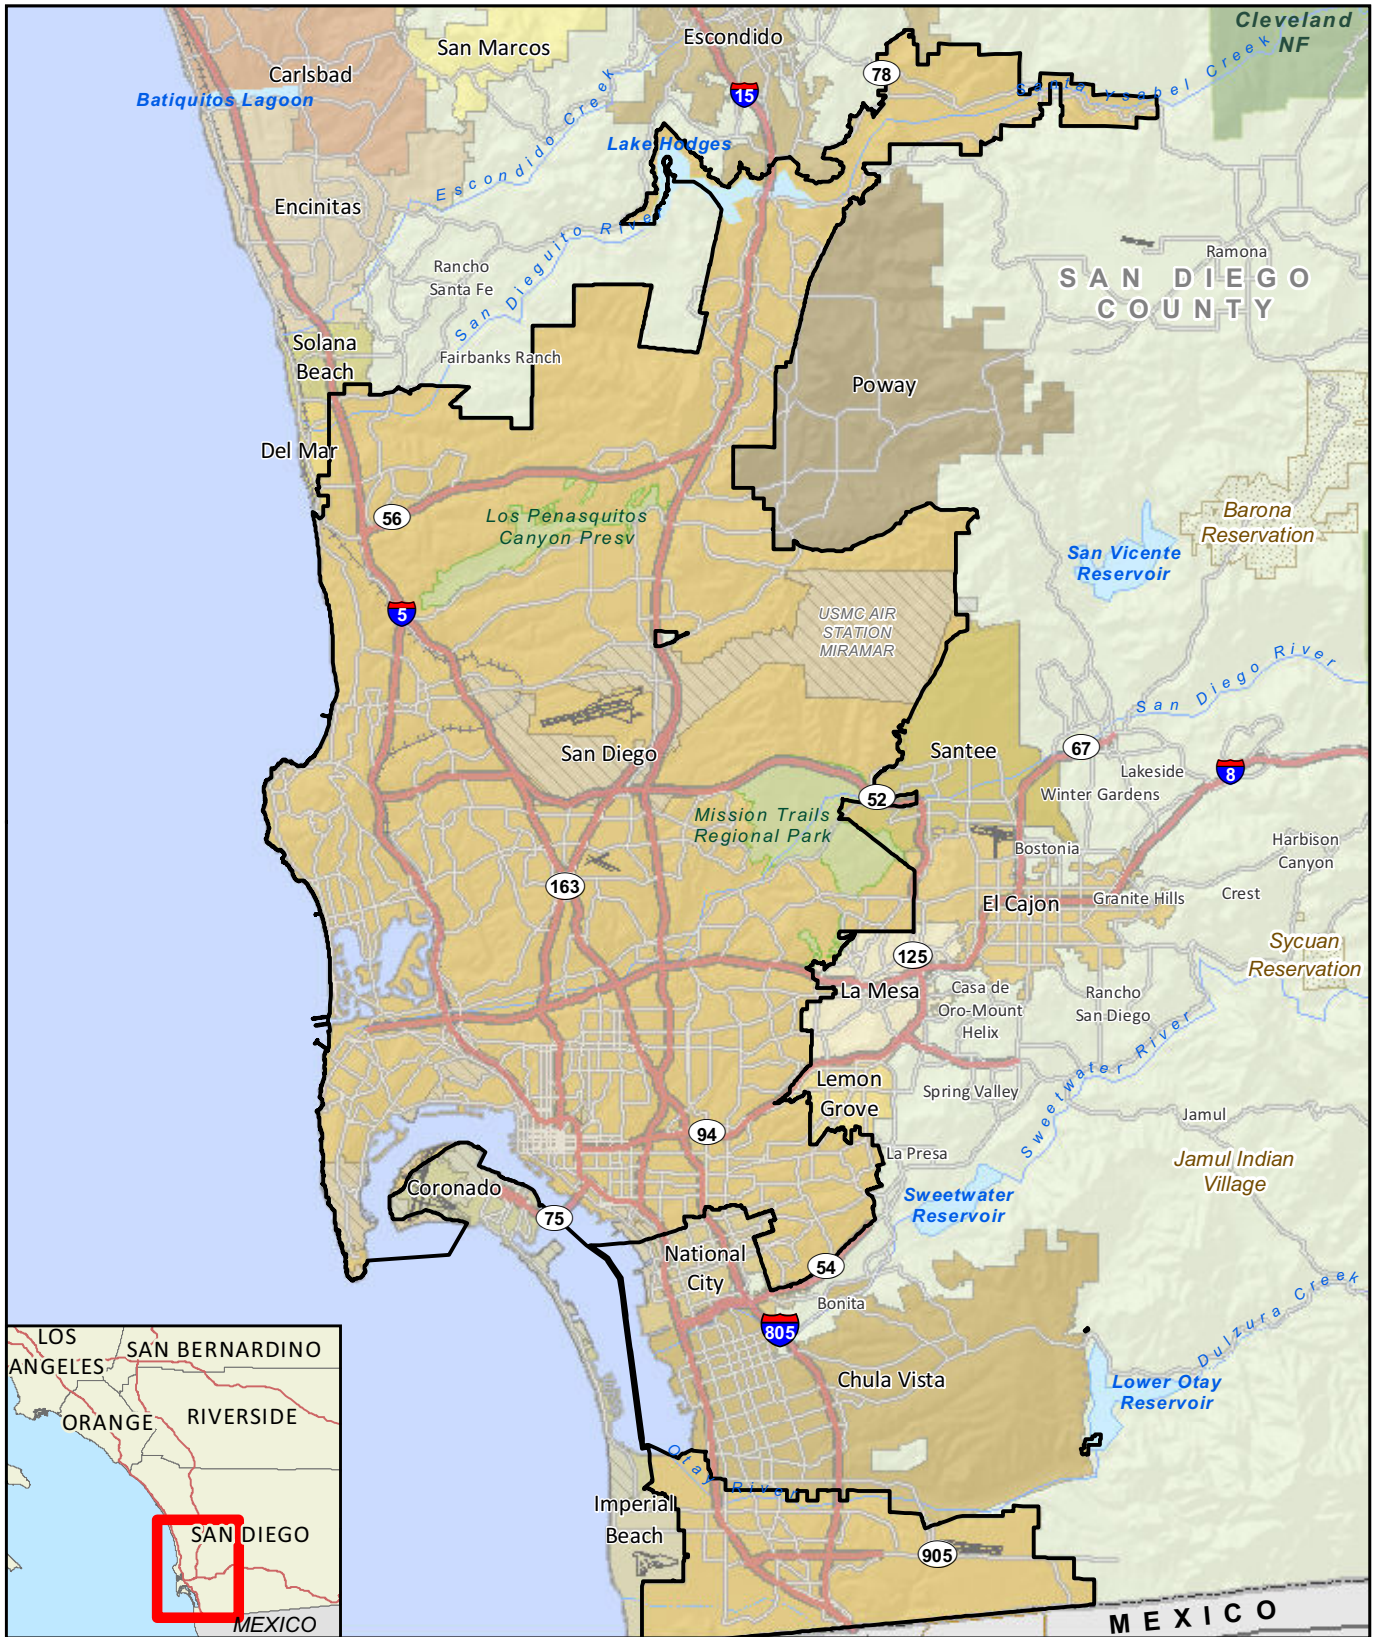 Cleveland
NF
San Marcos
Escondido
Carlsbad
78
15
Batiquitos Lagoon
Santa Ysabel Creek
Escondido Creek
Lake Hodges
Encinitas
San Dieguito River
Ramona
Rancho
Santa Fe
SAN DIEGO
COUNTY
Solana
Beach
Fairbanks Ranch
Poway
Del Mar
56
Los Penasquitos
Canyon Presv
Barona
Reservation
San Vicente
Reservoir
5
USMC AIR
STATION
MIRAMAR
San Diego River
San Diego
Santee
67
Lakeside
8
Winter Gardens
52
Mission Trails
Regional Park
Bostonia
Harbison
Canyon
163
El Cajon
Granite Hills
Crest
125
Sycuan
Reservation
La Mesa
Casa de
Oro-Mount
Helix
Rancho
San Diego
Sweetwater River
Lemon
Grove
Spring Valley
Jamul
94
La Presa
Jamul Indian
Village
Coronado
Sweetwater
Reservoir
75
National
City
54
Bonita
805
Dulzura Creek
Chula Vista
Lower Otay
Reservoir
Otay River
Imperial
Beach
905
MEXICO
LOS
ANGELES
SAN BERNARDINO
ORANGE
RIVERSIDE
SAN DIEGO
MEXICO